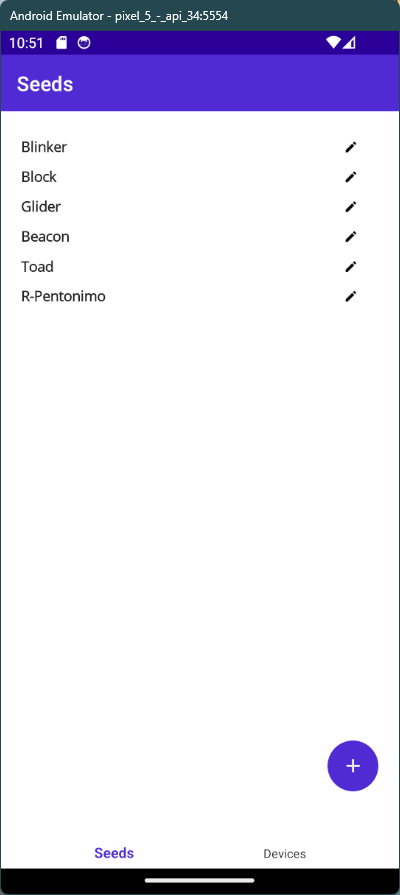 Android Emulator - pixel_5_-_api_34:5554
10:51
Seeds
Blinker
Block
Glider
Beacon
Toad
R-Pentonimo
Seeds Devices